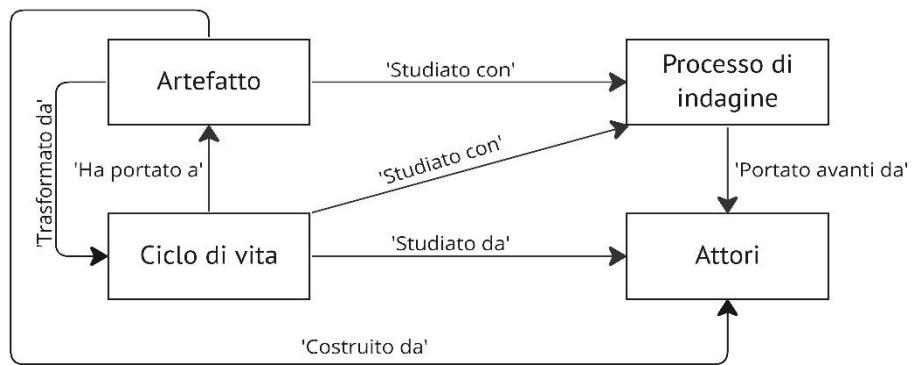 Artefatto
'Studiato con'
Processo di
indagine
'Trasformato da'
'Ha portato a'
'Studiato con'
'Portato avanti da'
Ciclo di vita
'Studiato da'
Attori
'Costruito da'